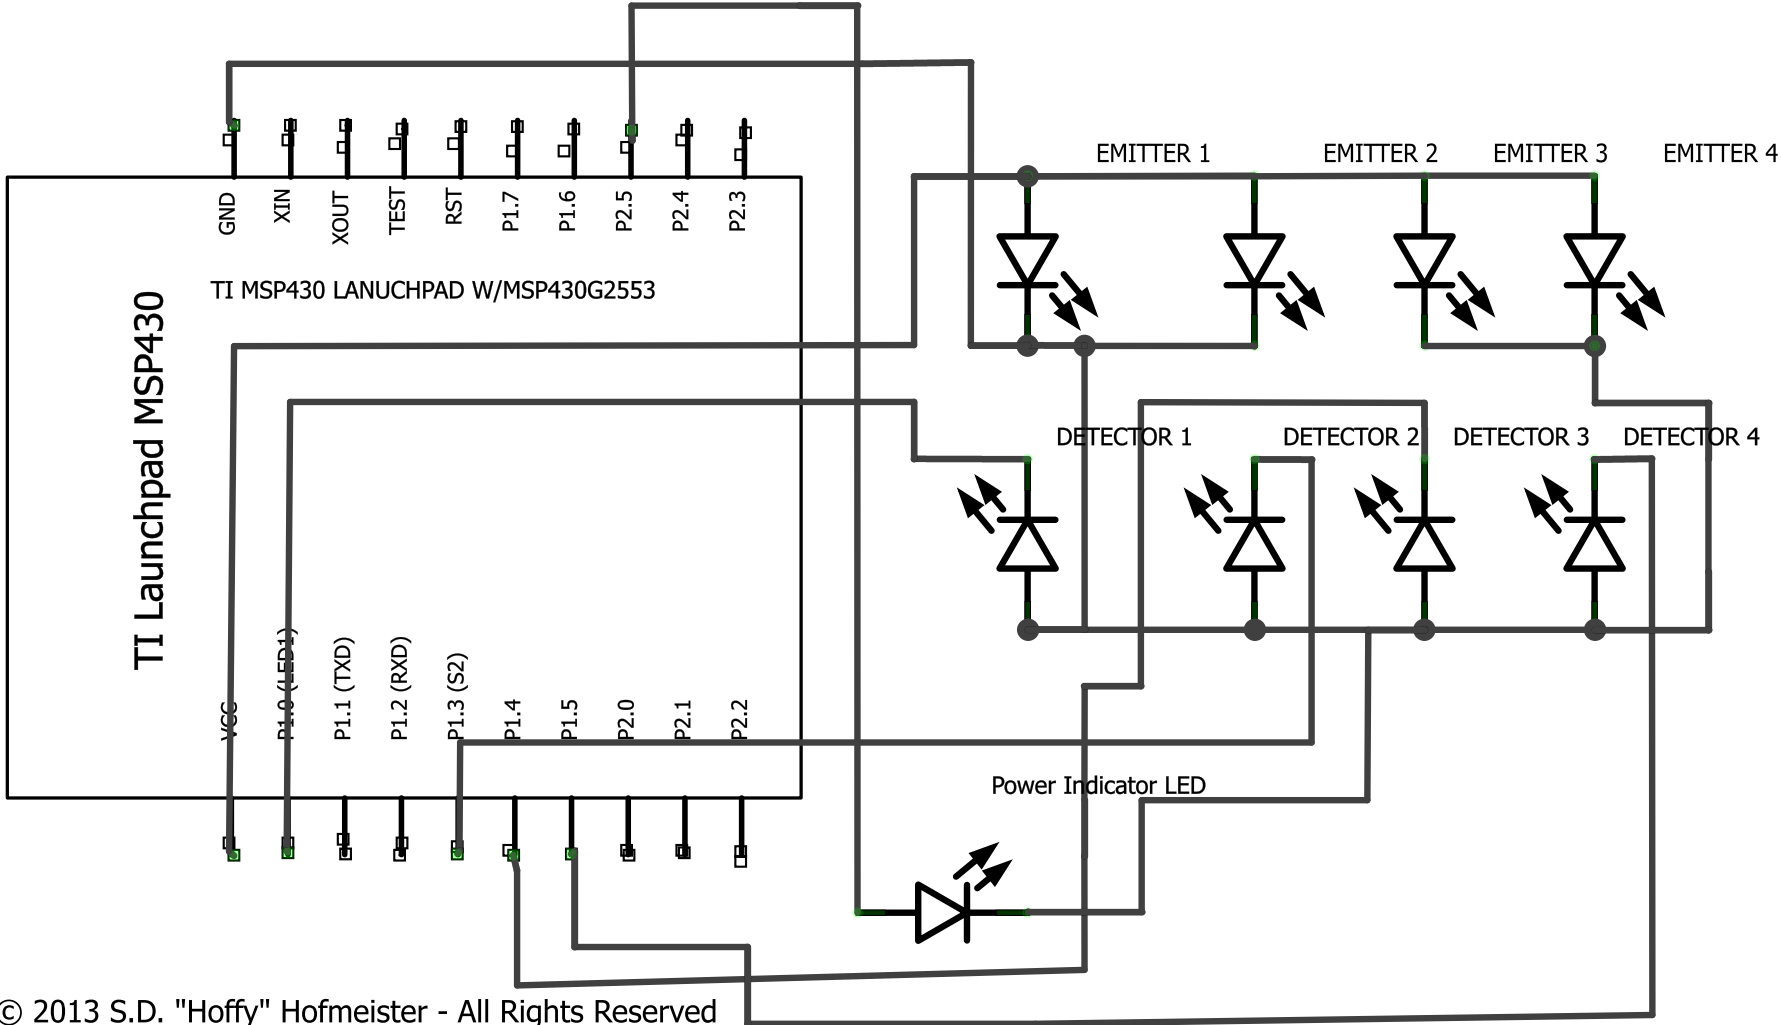 EMITTER 1 EMITTER 2 EMITTER 3 EMITTER 4
GND XIN XOUT TEST RST P1.7 P1.6 P2.5 P2.4 P2.3
TI MSP430 LANUCHPAD W/MSP430G2553
TI Launchpad MSP430
DETECTOR 1 DETECTOR 2 DETECTOR 3 DETECTOR 4
VCC P1.0 (LED1) P1.1 (TXD) P1.2 (RXD) P1.3 (S2) P1.4 P1.5 P2.0 P2.1 P2.2
Power Indicator LED
© 2013 S.D. "Hoffy" Hofmeister - All Rights Reserved